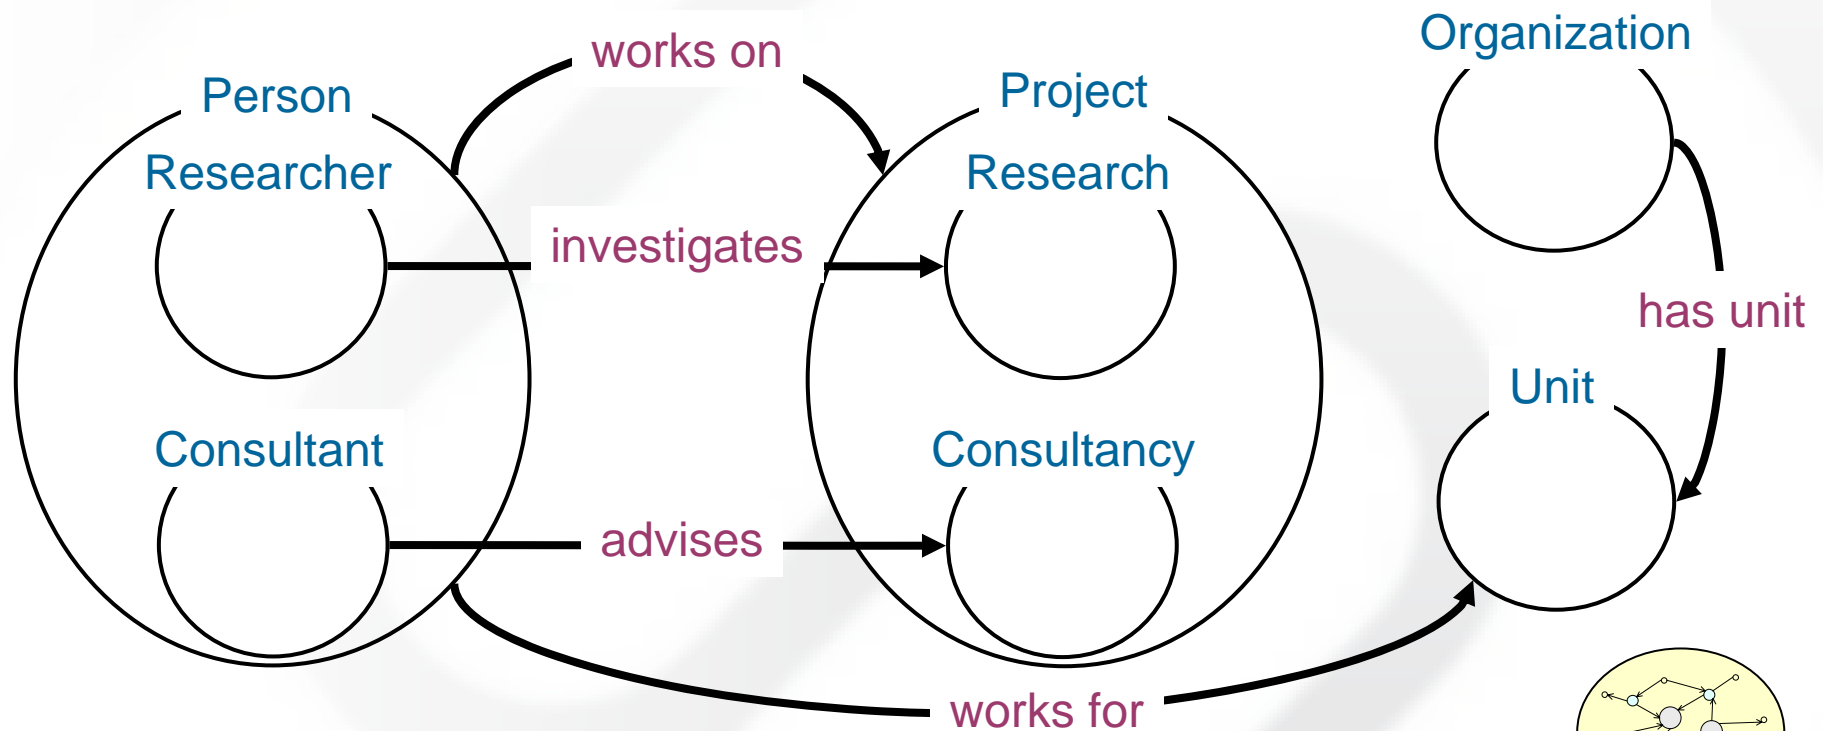 Organization
works on
Person
Project
Researcher
Research
investigates
has unit
Unit
Consultant
Consultancy
advises
works for